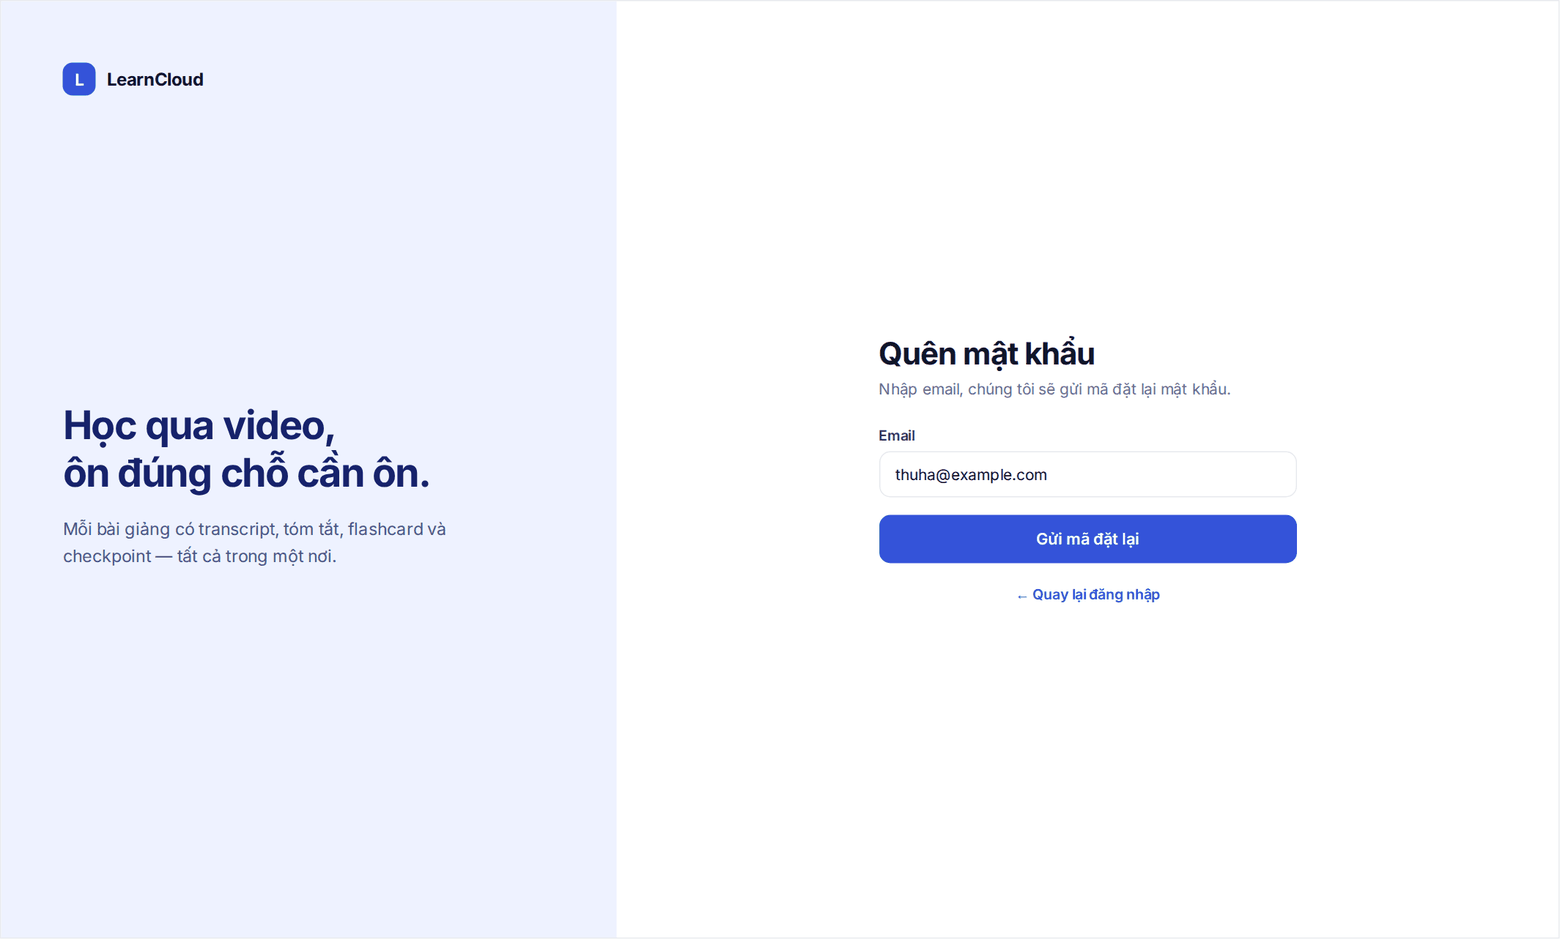 L
LearnCloud
Học qua video,
ôn đúng chỗ cần ôn.
Mỗi bài giảng có transcript, tóm tắt, flashcard và
checkpoint — tất cả trong một nơi.
Quên mật khẩu
Nhập email, chúng tôi sẽ gửi mã đặt lại mật khẩu.
Email
thuha@example.com
Gửi mã đặt lại
← Quay lại đăng nhập